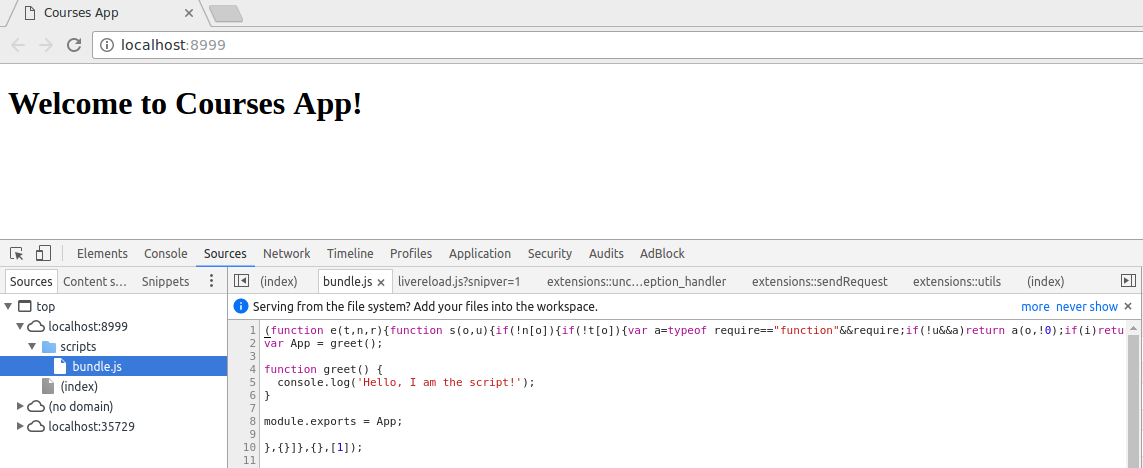 Courses App
localhost:8999
Welcome to Courses App!
Elements Console Sources Network Timeline Profiles Application Security Audits AdBlock
Sources Content s... Snippets (index) bundle.js livereload.js?snipver=1 extensions::unc...eption_handler extensions::sendRequest extensions::utils (index)
top
localhost:8999
scripts
bundle.js
(index)
(no domain)
localhost:35729
Serving from the file system? Add your files into the workspace. more never show
1 (function e(t,n,r){function s(o,u){if(!n[o]){if(!t[o]){var a=typeof require=="function"&&require;if(!u&&a)return a(o,!0);if(i)retu
2 var App = greet();
3
4 function greet() {
5 console.log('Hello, I am the script!');
6 }
7
8 module.exports = App;
9
10 },{}]},{},[1]);
11